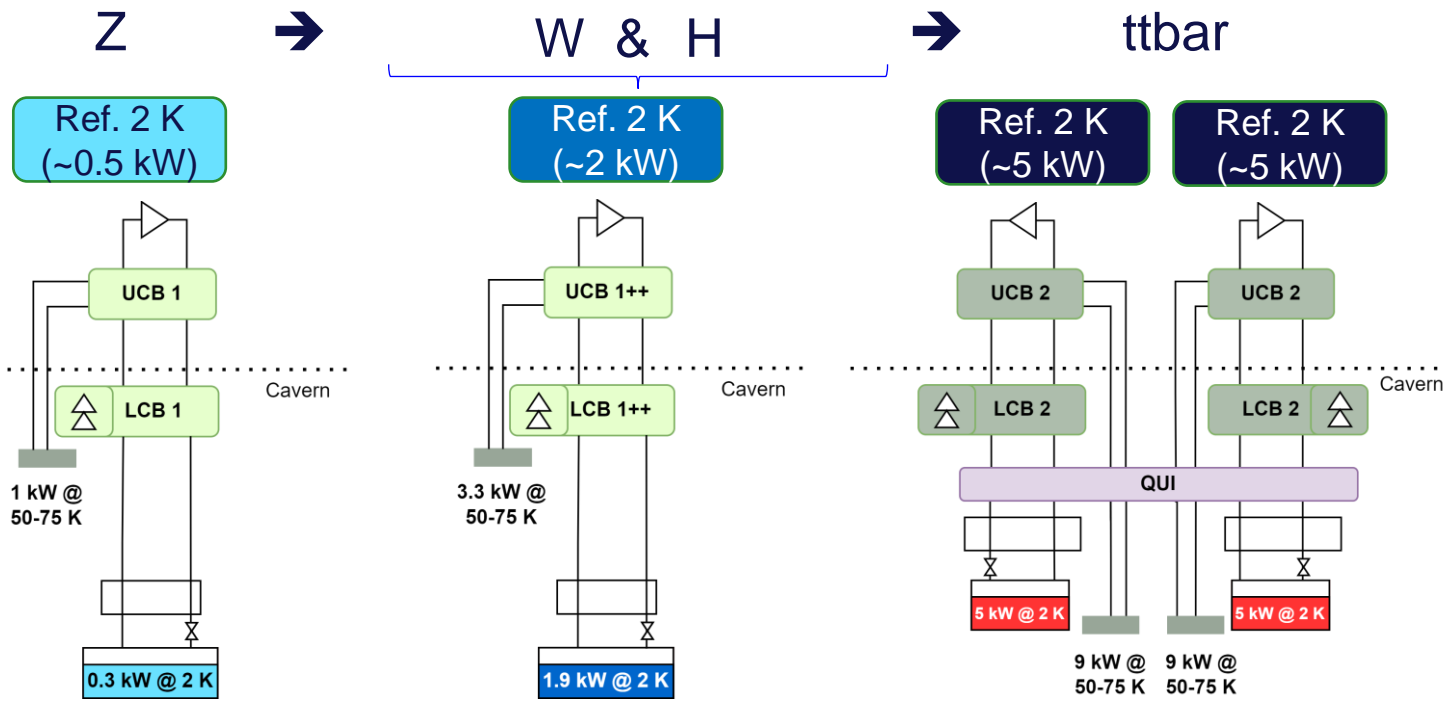 Z ➔ W & H ➔ ttbar
Ref. 2 K
(~0.5 kW)
Ref. 2 K
(~2 kW)
Ref. 2 K
(~5 kW)
Ref. 2 K
(~5 kW)
UCB 1
UCB 1++
UCB 2
UCB 2
Cavern
Cavern
Cavern
LCB 1
LCB 1++
LCB 2
LCB 2
QUI
1 kW @
50-75 K
3.3 kW @
50-75 K
5 kW @ 2 K
5 kW @ 2 K
9 kW @
50-75 K
9 kW @
50-75 K
0.3 kW @ 2 K
1.9 kW @ 2 K